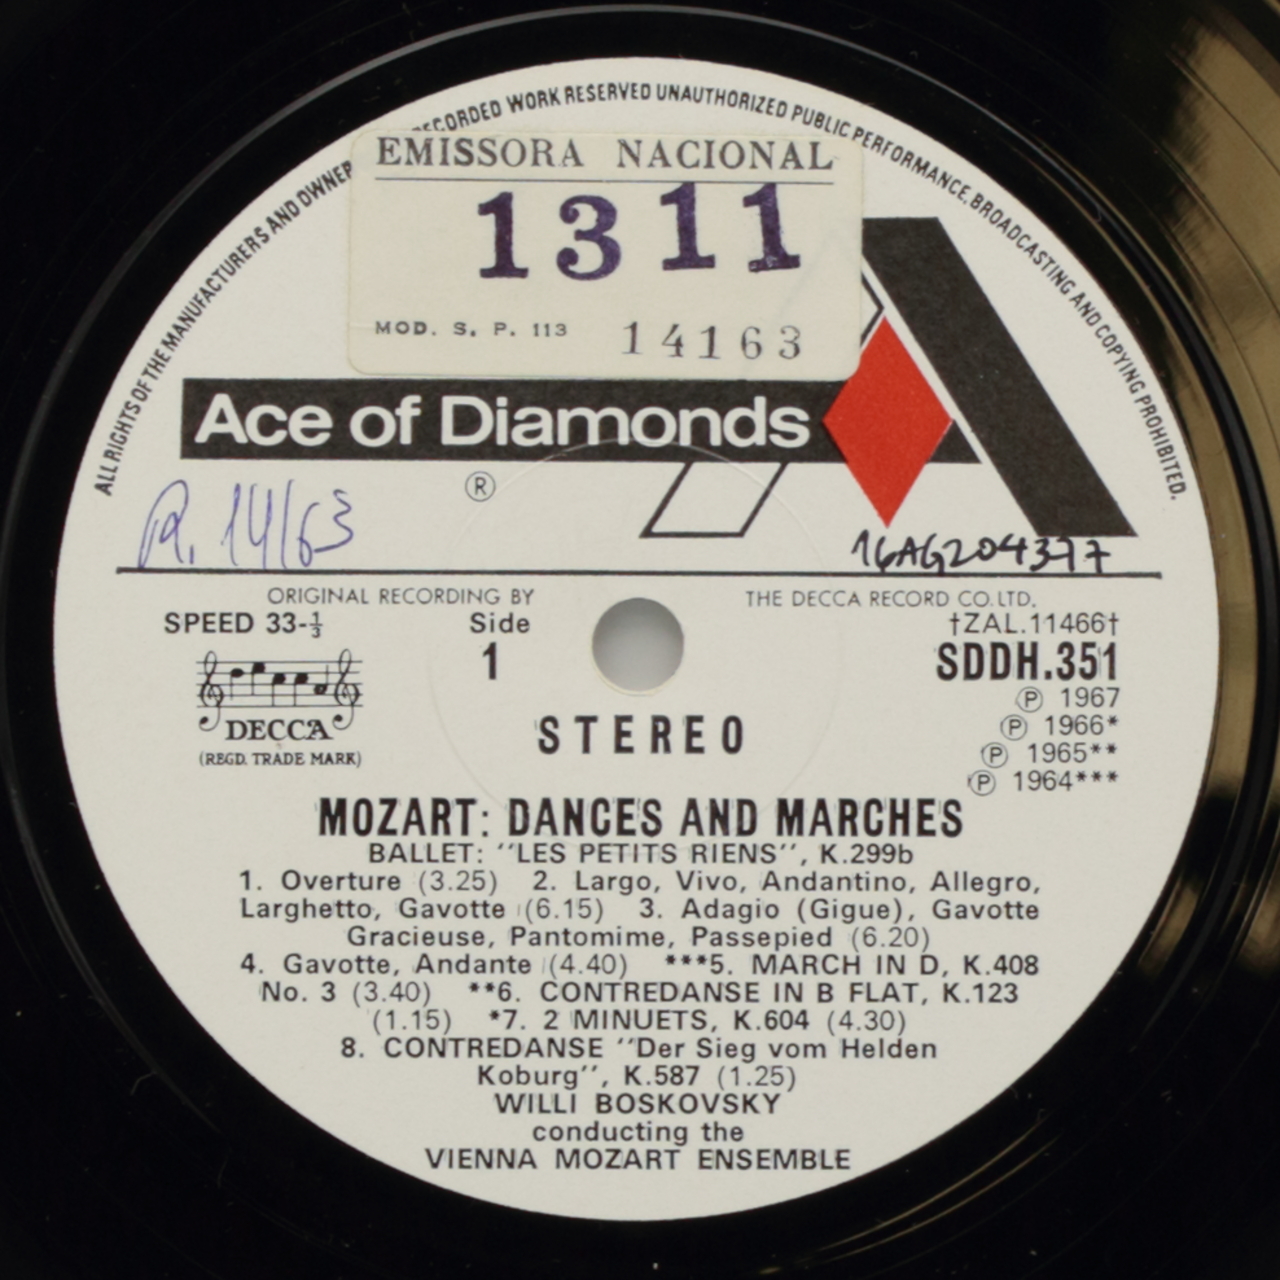 ALL RIGHTS OF THE MANUFACTURERS AND OWNER RECORDED WORK RESERVED UNAUTHORIZED PUBLIC PERFORMANCE, BROADCASTING AND COPYING PROHIBITED.
EMISSORA NACIONAL
1311
MOD. S. P. 113 14163
Ace of Diamonds
®
R. 14163
16AG204377
ORIGINAL RECORDING BY THE DECCA RECORD CO. LTD.
SPEED 33-⅓ Side †ZAL.11466†
1 SDDH.351
℗ 1967
℗ 1966*
℗ 1965**
℗ 1964***
DECCA
(REGD. TRADE MARK)
STEREO
MOZART: DANCES AND MARCHES
BALLET: "LES PETITS RIENS", K.299b
1. Overture (3.25) 2. Largo, Vivo, Andantino, Allegro,
Larghetto, Gavotte (6.15) 3. Adagio (Gigue), Gavotte
Gracieuse, Pantomime, Passepied (6.20)
4. Gavotte, Andante (4.40) ***5. MARCH IN D, K.408
No. 3 (3.40) **6. CONTREDANSE IN B FLAT, K.123
(1.15) *7. 2 MINUETS, K.604 (4.30)
8. CONTREDANSE "Der Sieg vom Helden
Koburg", K.587 (1.25)
WILLI BOSKOVSKY
conducting the
VIENNA MOZART ENSEMBLE